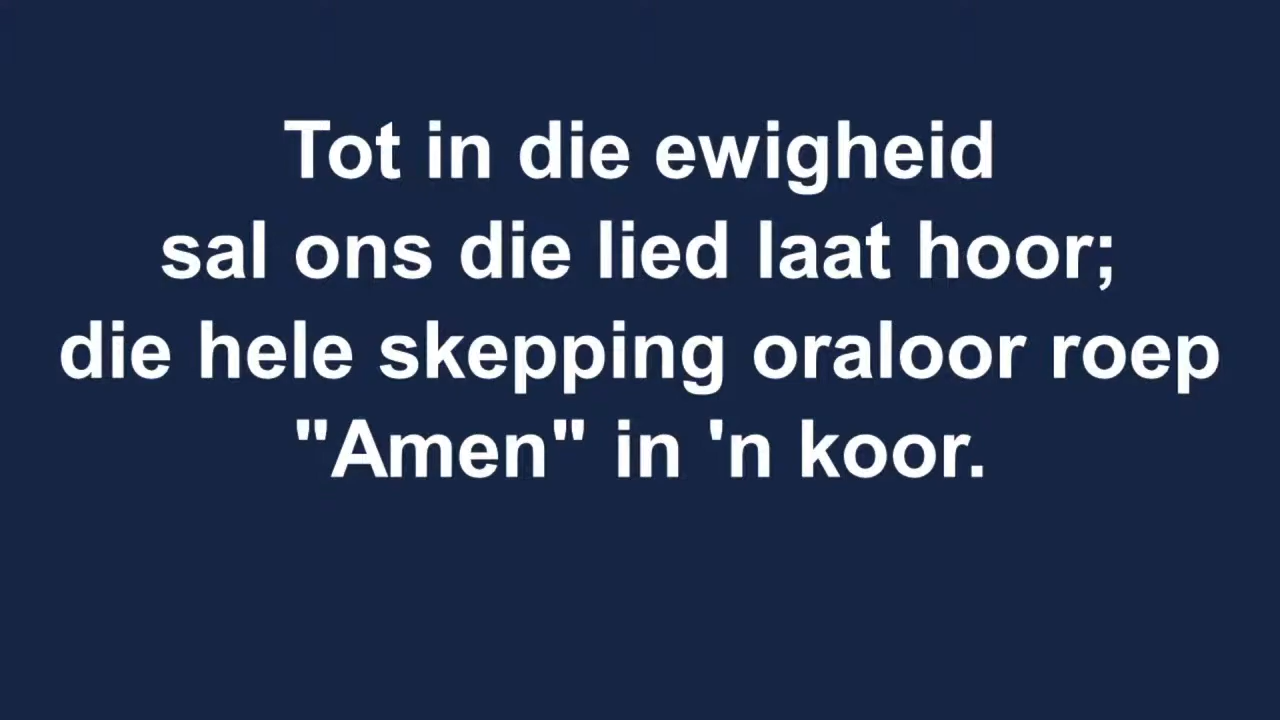 Tot in die ewigheid
sal ons die lied laat hoor;
die hele skepping oraloor roep
"Amen" in 'n koor.